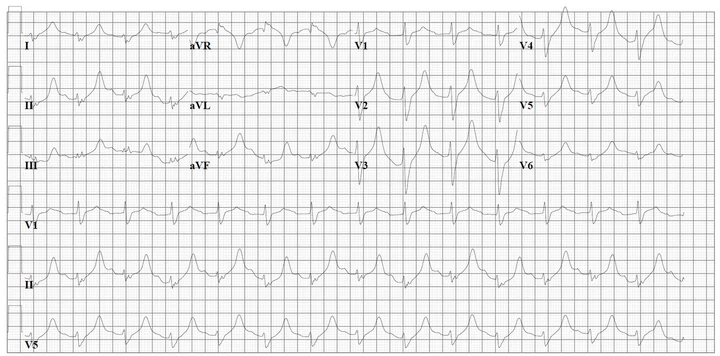 I aVR V1 V4
II aVL V2 V5
III aVF V3 V6
V1
II
V5